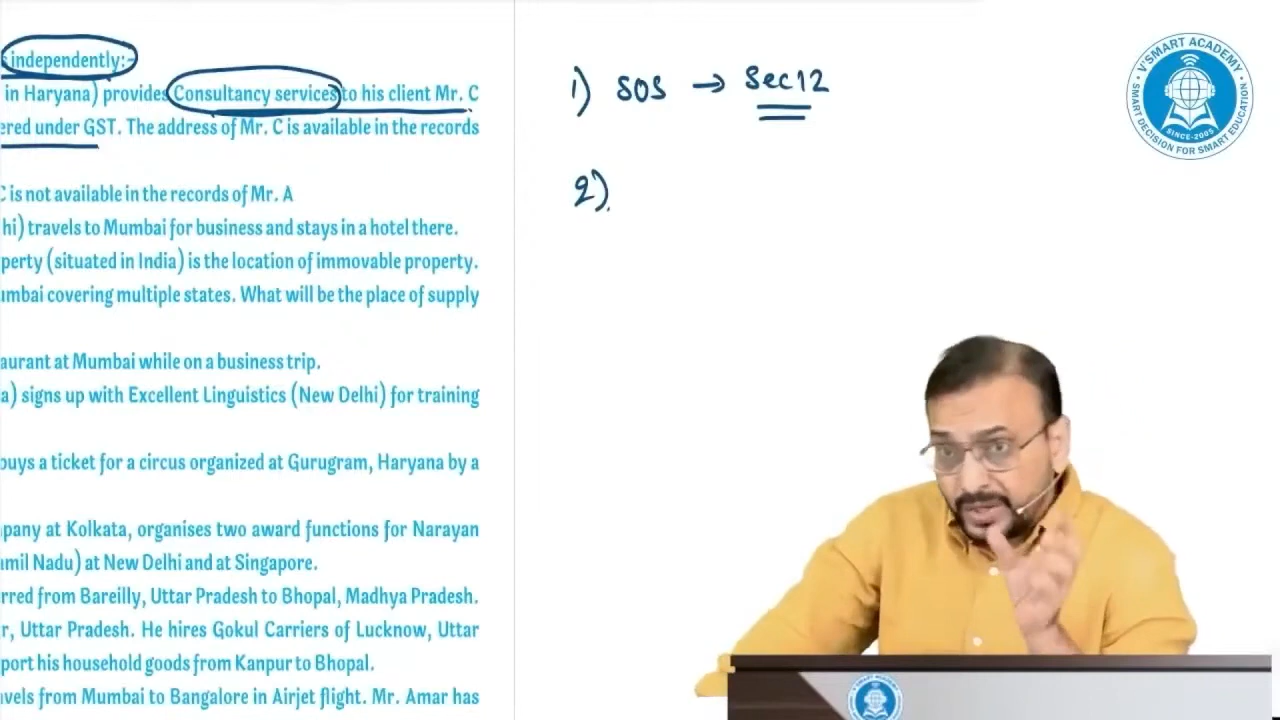 independently:-
in Haryana) provides Consultancy services to his client Mr. C
ered under GST. The address of Mr. C is available in the records
C is not available in the records of Mr. A
hi) travels to Mumbai for business and stays in a hotel there.
perty (situated in India) is the location of immovable property.
umbai covering multiple states. What will be the place of supply
aurant at Mumbai while on a business trip.
a) signs up with Excellent Linguistics (New Delhi) for training
buys a ticket for a circus organized at Gurugram, Haryana by a
pany at Kolkata, organises two award functions for Narayan
amil Nadu) at New Delhi and at Singapore.
rred from Bareilly, Uttar Pradesh to Bhopal, Madhya Pradesh.
r, Uttar Pradesh. He hires Gokul Carriers of Lucknow, Uttar
port his household goods from Kanpur to Bhopal.
avels from Mumbai to Bangalore in Airjet flight. Mr. Amar has
1) SOS → Sec 12
2)
V'SMART ACADEMY
SINCE-2005
SMART DECISION FOR SMART EDUCATION